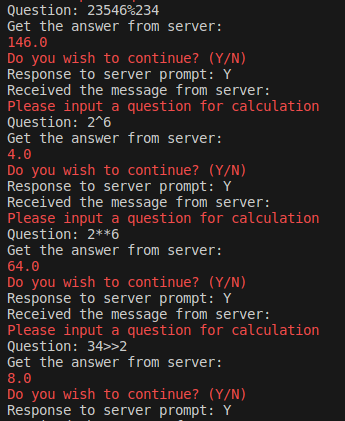 Question: 23546%234
Get the answer from server:
146.0
Do you wish to continue? (Y/N)
Response to server prompt: Y
Received the message from server:
Please input a question for calculation
Question: 2^6
Get the answer from server:
4.0
Do you wish to continue? (Y/N)
Response to server prompt: Y
Received the message from server:
Please input a question for calculation
Question: 2**6
Get the answer from server:
64.0
Do you wish to continue? (Y/N)
Response to server prompt: Y
Received the message from server:
Please input a question for calculation
Question: 34>>2
Get the answer from server:
8.0
Do you wish to continue? (Y/N)
Response to server prompt: Y